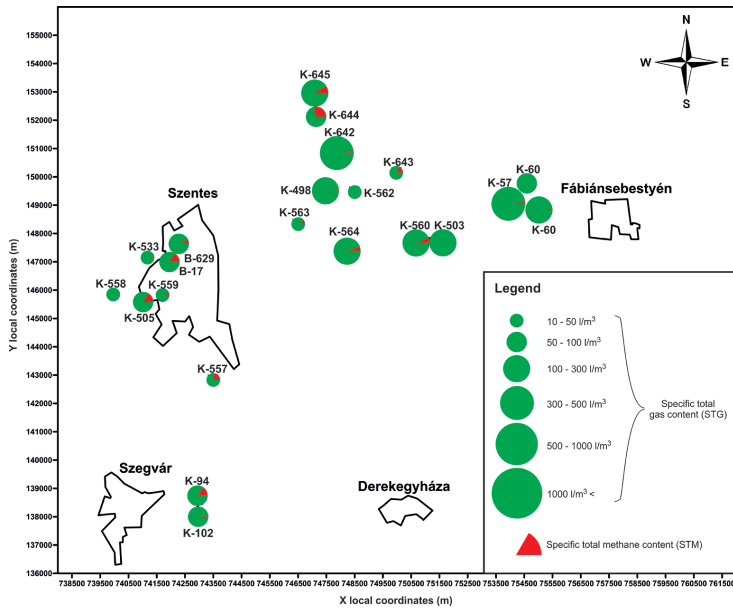 N
W E
S
155000
154000
153000
152000
151000
150000
149000
148000
147000
146000
145000
144000
143000
142000
141000
140000
139000
138000
137000
136000
Y local coordinates (m)
K-645
K-644
K-642
K-643
K-498
K-562
K-563
K-564
K-560 K-503
K-60
K-57
K-60
Fábiánsebestyén
Szentes
K-533
B-629
B-17
K-558
K-559
K-505
K-557
Szegvár
K-94
K-102
Derekegyháza
Legend
10 - 50 l/m³
50 - 100 l/m³
100 - 300 l/m³
300 - 500 l/m³
500 - 1000 l/m³
1000 l/m³ <
Specific total
gas content (STG)
Specific total methane content (STM)
738500 739500 740500 741500 742500 743500 744500 745500 746500 747500 748500 749500 750500 751500 752500 753500 754500 755500 756500 757500 758500 759500 760500 761500
X local coordinates (m)